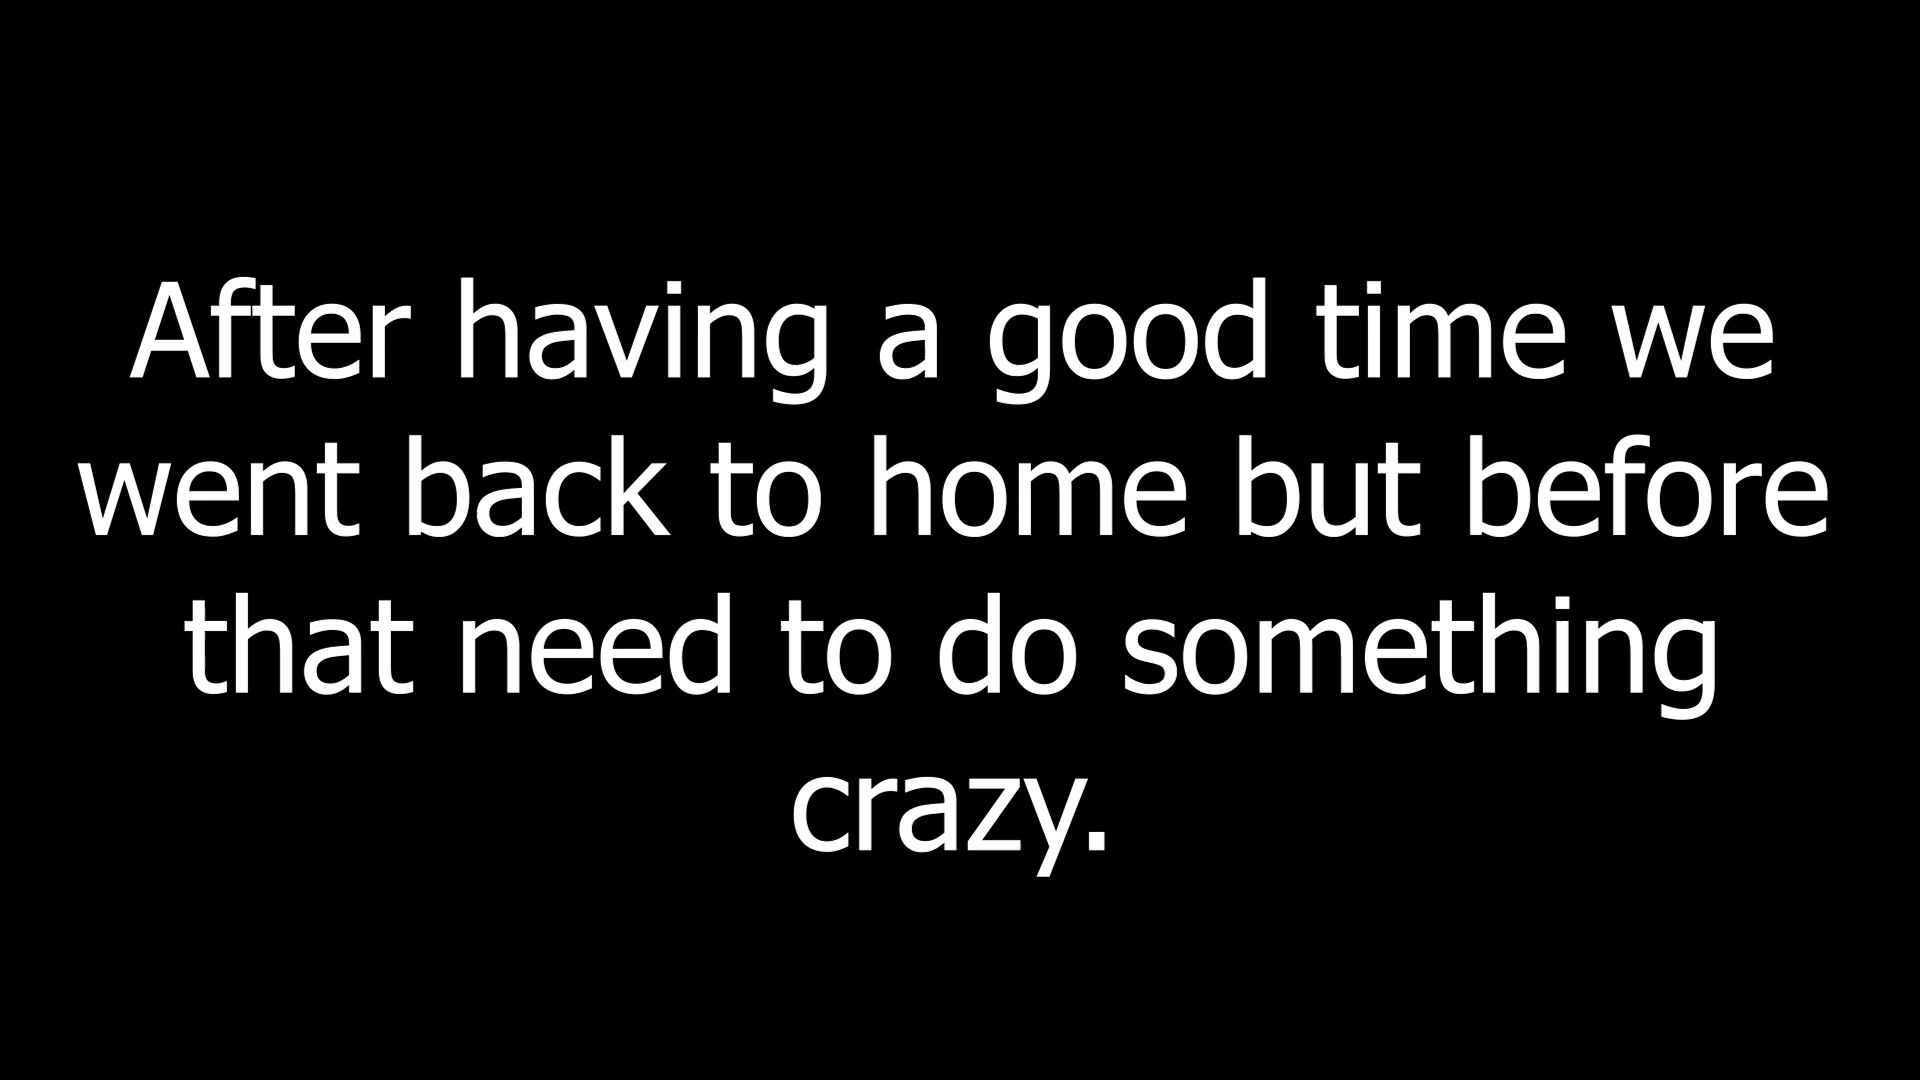 After having a good time we
went back to home but before
that need to do something
crazy.